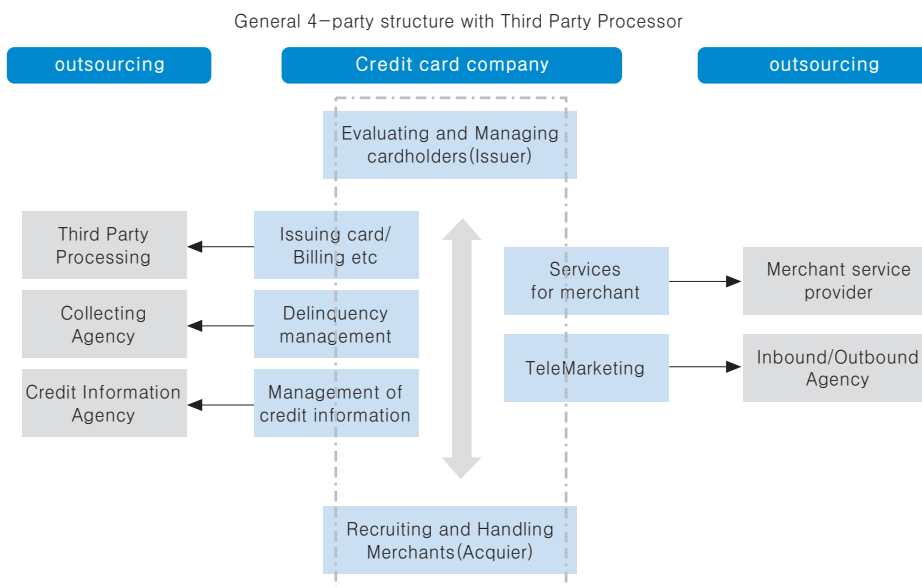 General 4-party structure with Third Party Processor
outsourcing
Credit card company
outsourcing
Evaluating and Managing
cardholders(Issuer)
Third Party
Processing
Issuing card/
Billing etc
Services
for merchant
Merchant service
provider
Collecting
Agency
Delinquency
management
TeleMarketing
Inbound/Outbound
Agency
Credit Information
Agency
Management of
credit information
Recruiting and Handling
Merchants(Acquier)